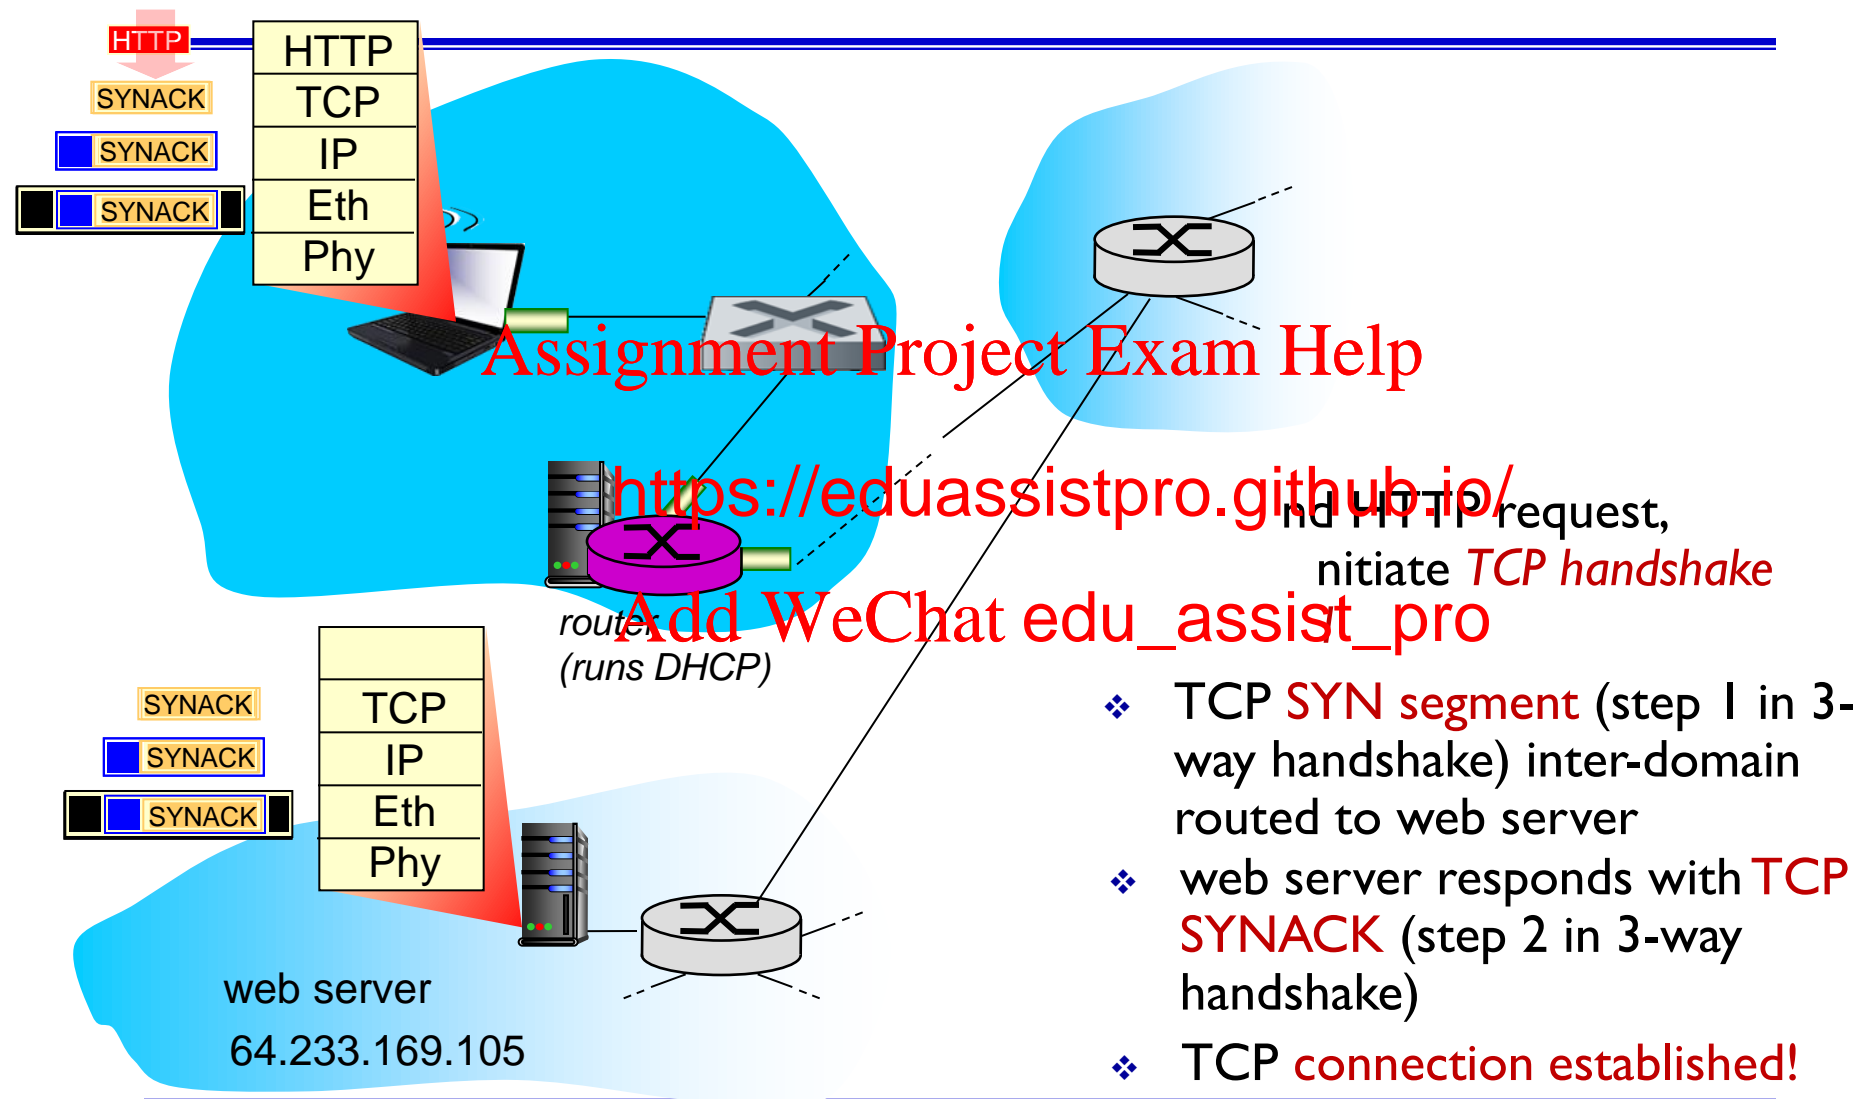 HTTP
SYNACK
SYNACK
SYNACK
HTTP
TCP
IP
Eth
Phy
Assignment Project Exam Help
https://eduassistpro.github.io/
nd HTTP request,
nitiate TCP handshake
Add WeChat edu_assist_pro
router
(runs DHCP)
SYNACK
SYNACK
SYNACK
TCP
IP
Eth
Phy
web server
64.233.169.105
❖ TCP SYN segment (step 1 in 3-
way handshake) inter-domain
routed to web server
❖ web server responds with TCP
SYNACK (step 2 in 3-way
handshake)
❖ TCP connection established!